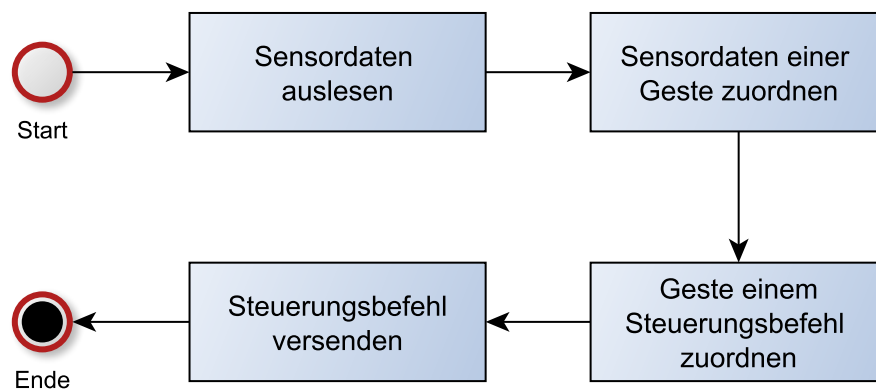 Start
Sensordaten
auslesen
Sensordaten einer
Geste zuordnen
Geste einem
Steuerungsbefehl
zuordnen
Steuerungsbefehl
versenden
Ende